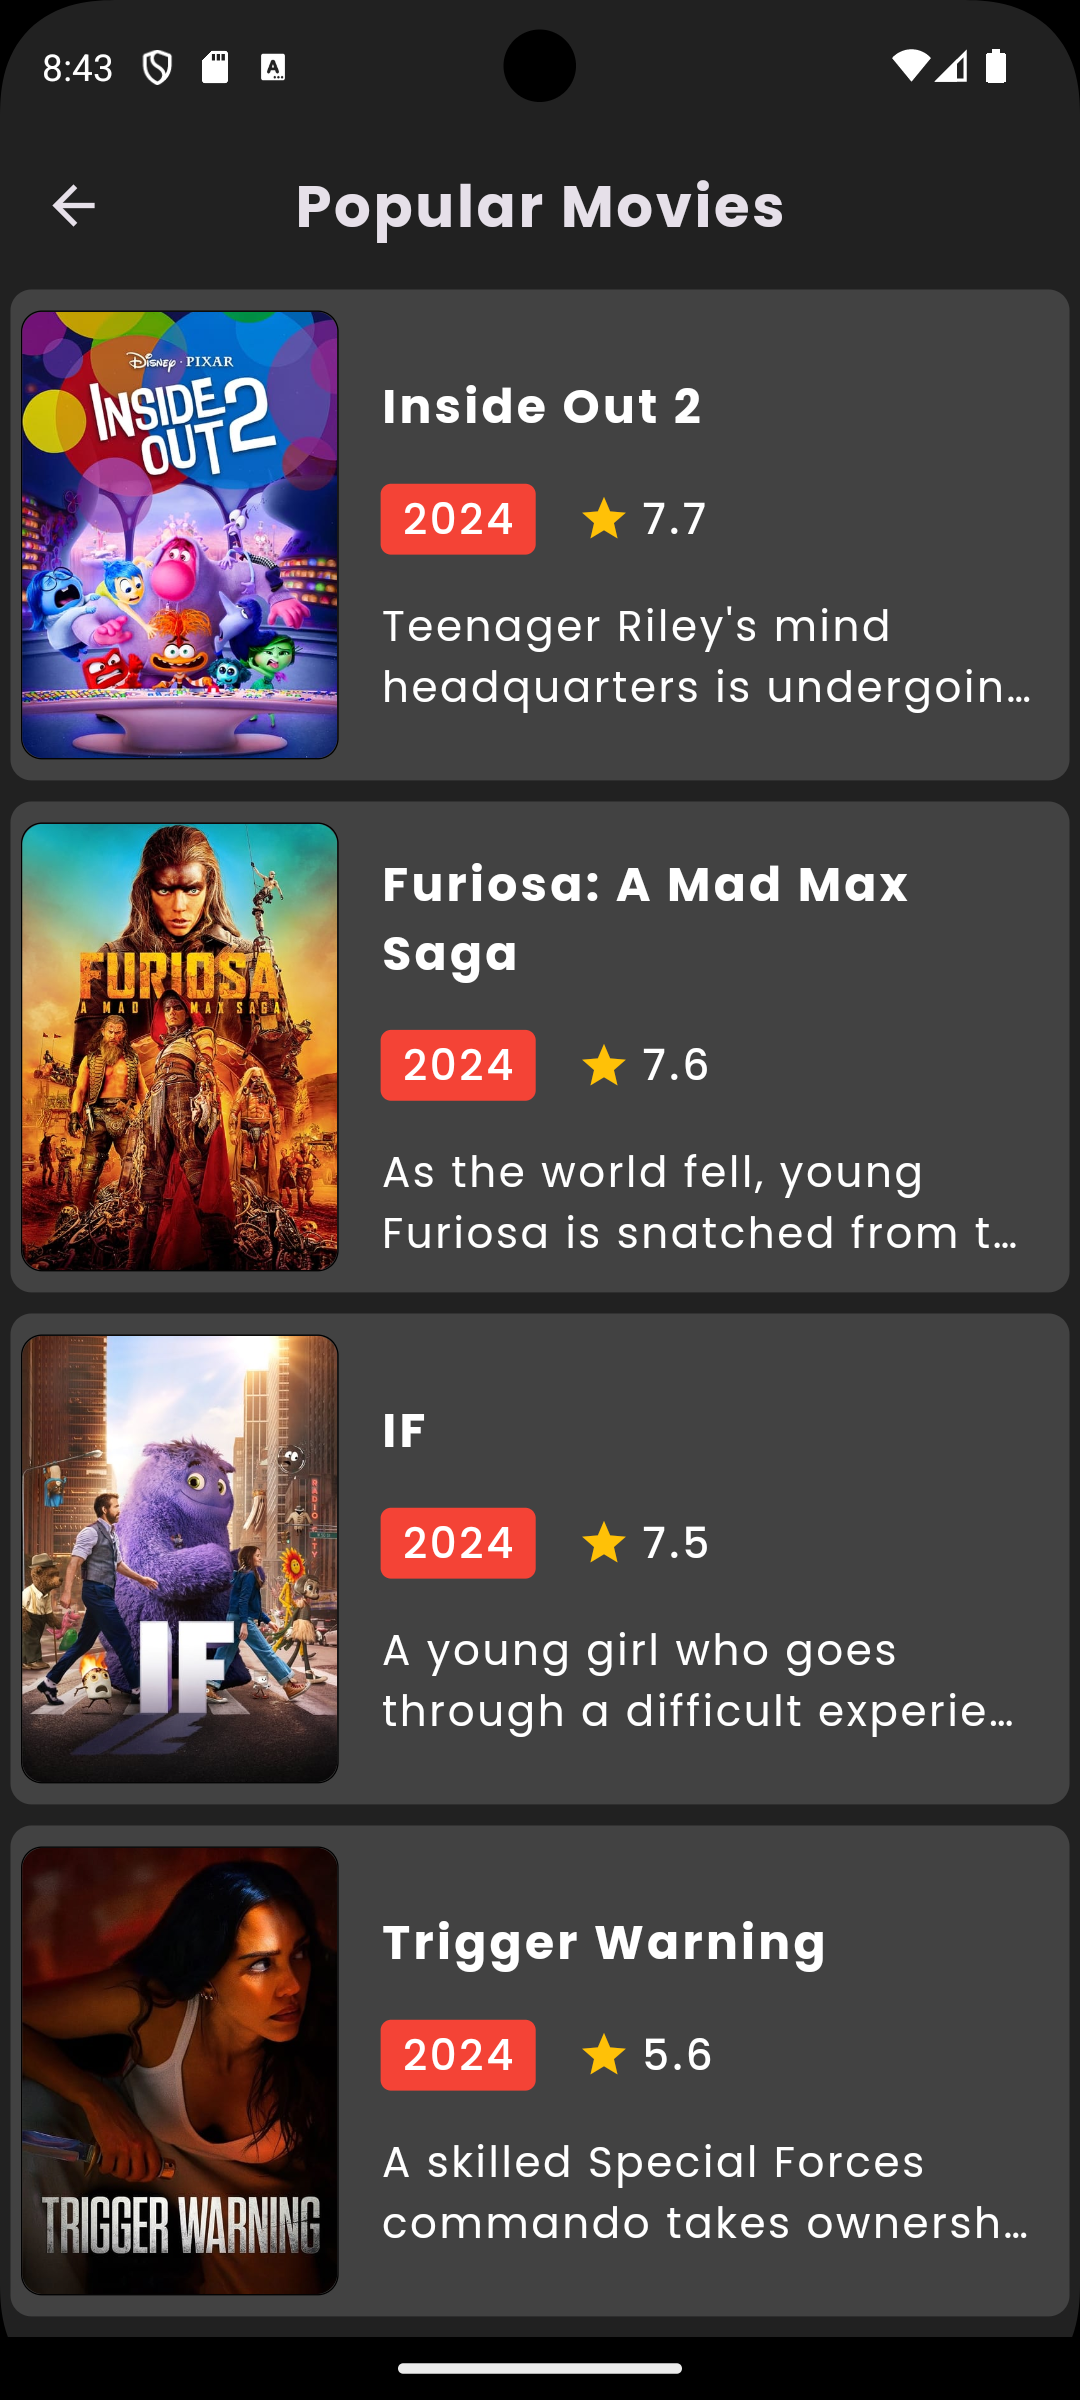 8:43
Popular Movies
Disney · PIXAR
INSIDE
OUT 2
Inside Out 2
2024
7.7
Teenager Riley's mind
headquarters is undergoin…
FURIOSA
A MAD MAX SAGA
Furiosa: A Mad Max
Saga
2024
7.6
As the world fell, young
Furiosa is snatched from t…
RADIO CITY
IF
IF
2024
7.5
A young girl who goes
through a difficult experie…
TRIGGER WARNING
Trigger Warning
2024
5.6
A skilled Special Forces
commando takes ownersh…